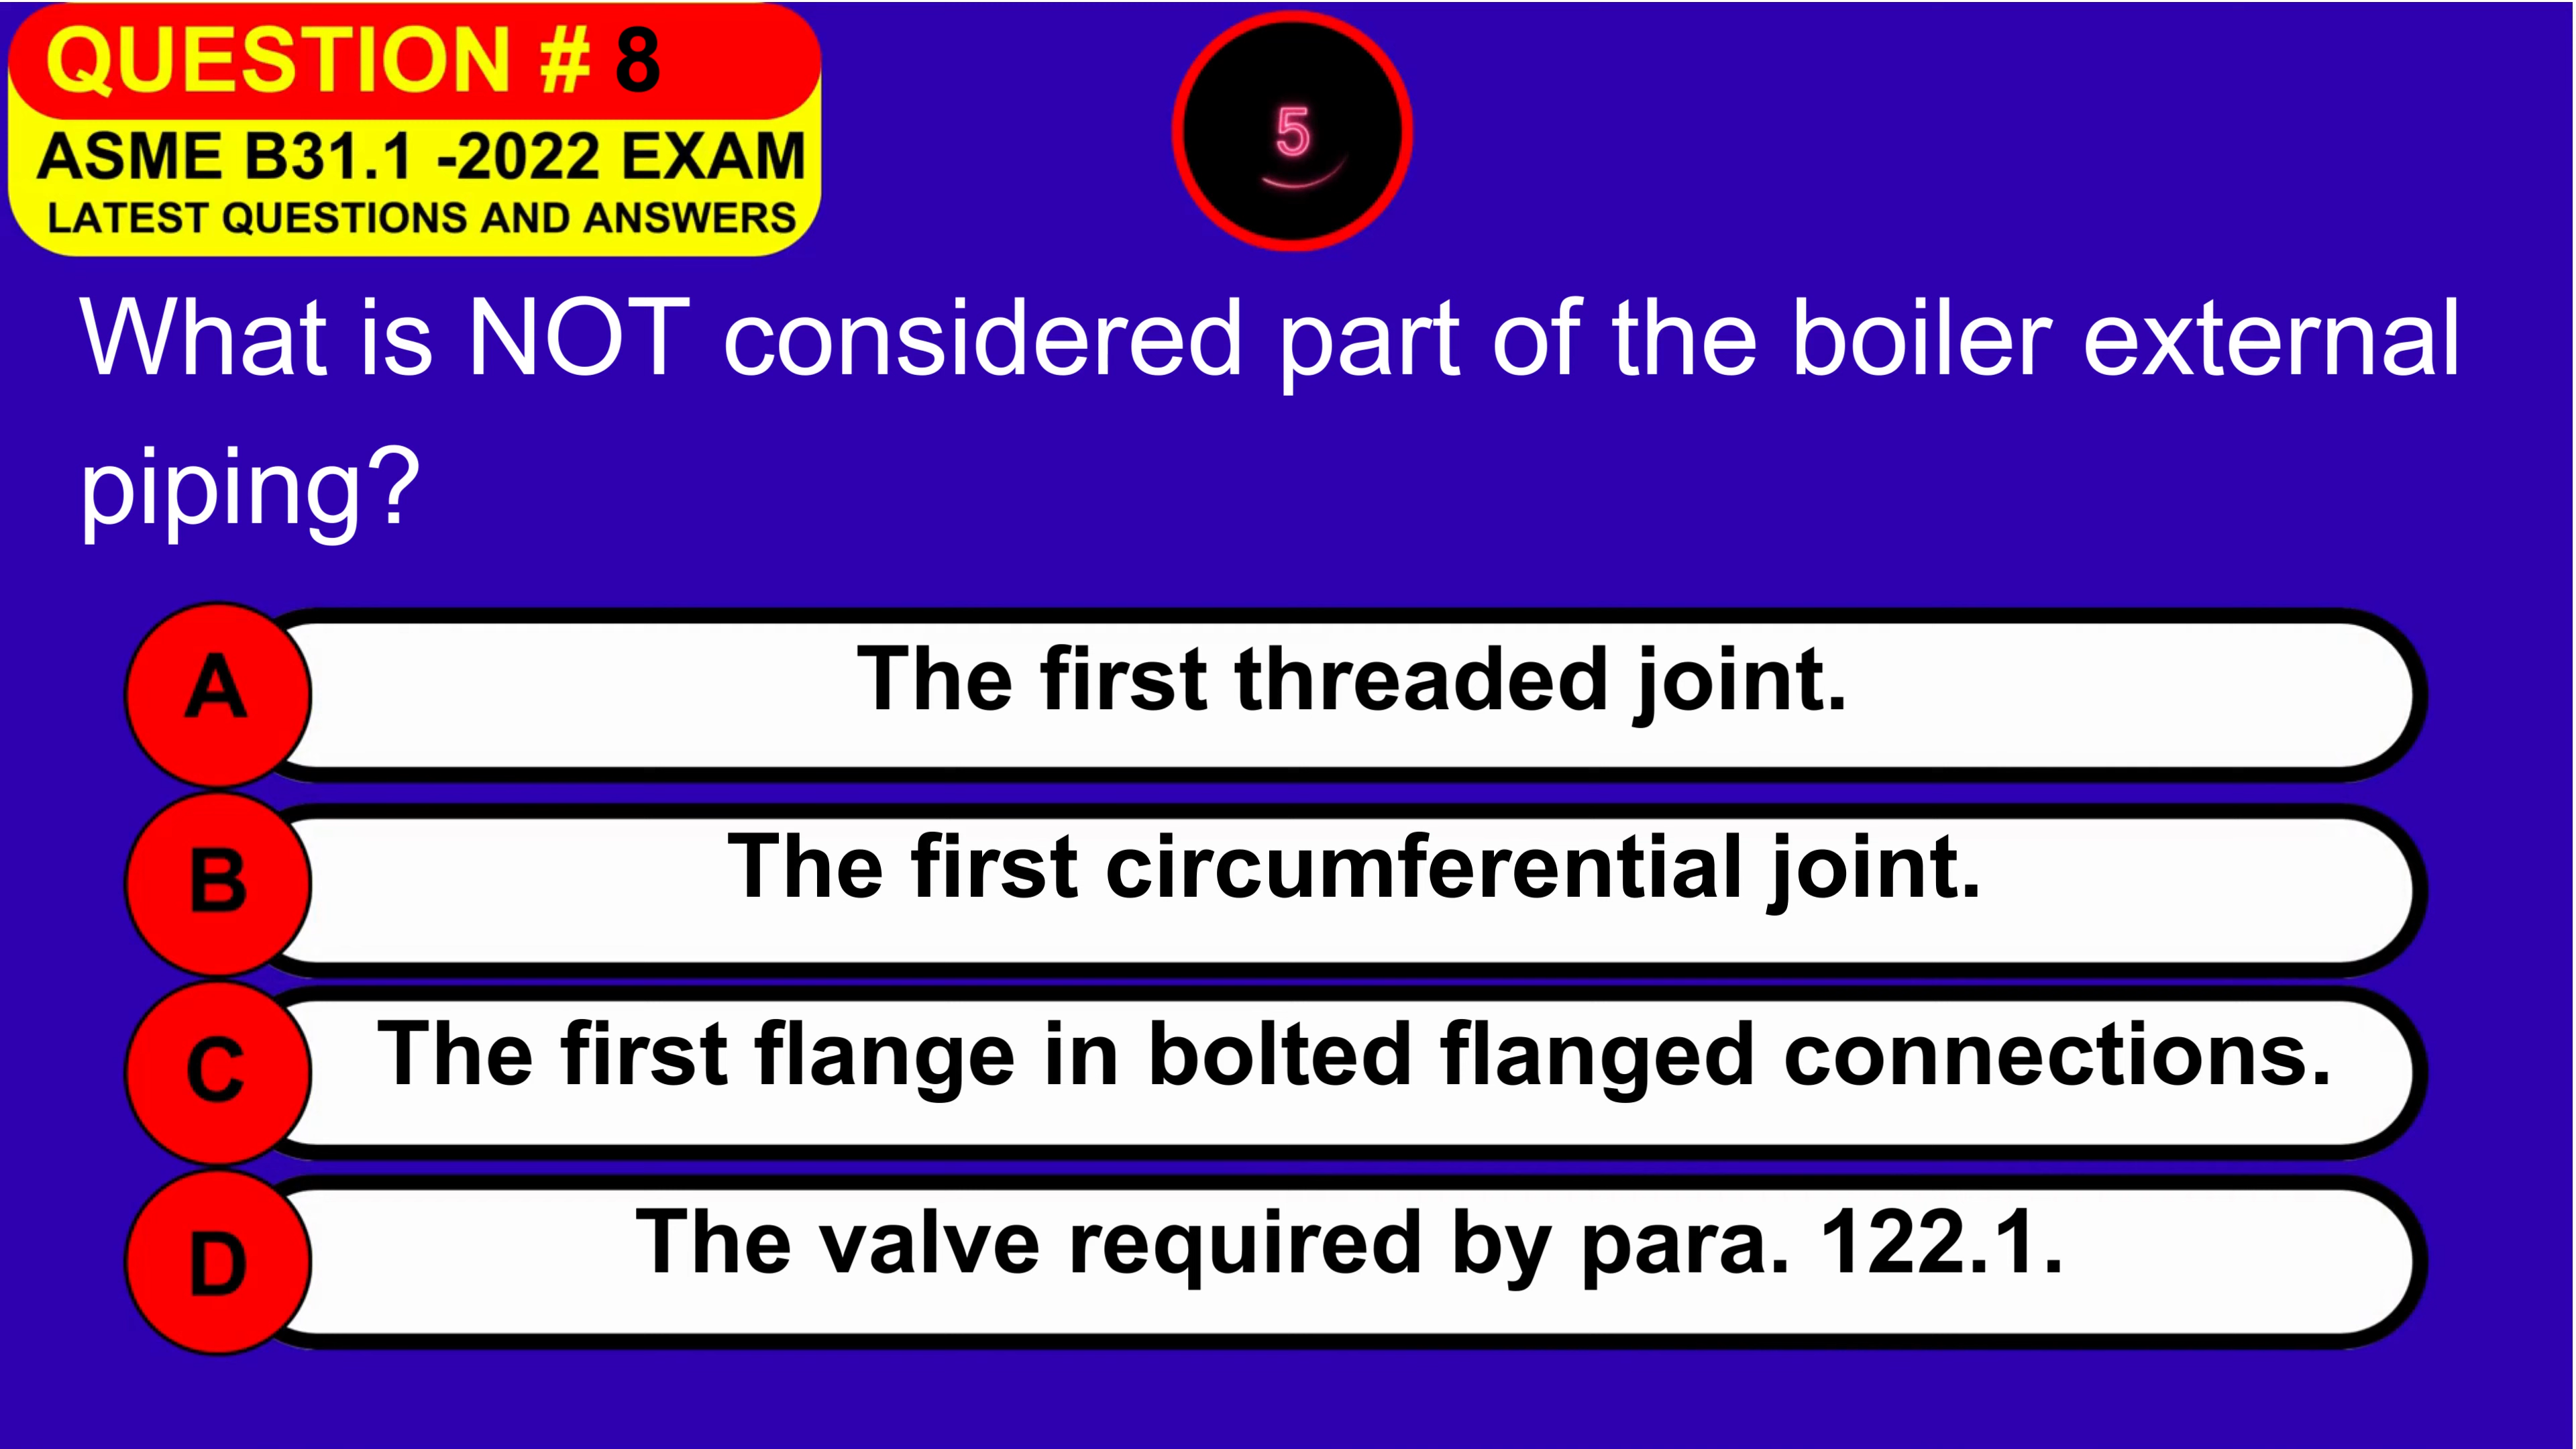 QUESTION # 8
ASME B31.1 -2022 EXAM
LATEST QUESTIONS AND ANSWERS
5
What is NOT considered part of the boiler external
piping?
A The first threaded joint.
B The first circumferential joint.
C The first flange in bolted flanged connections.
D The valve required by para. 122.1.